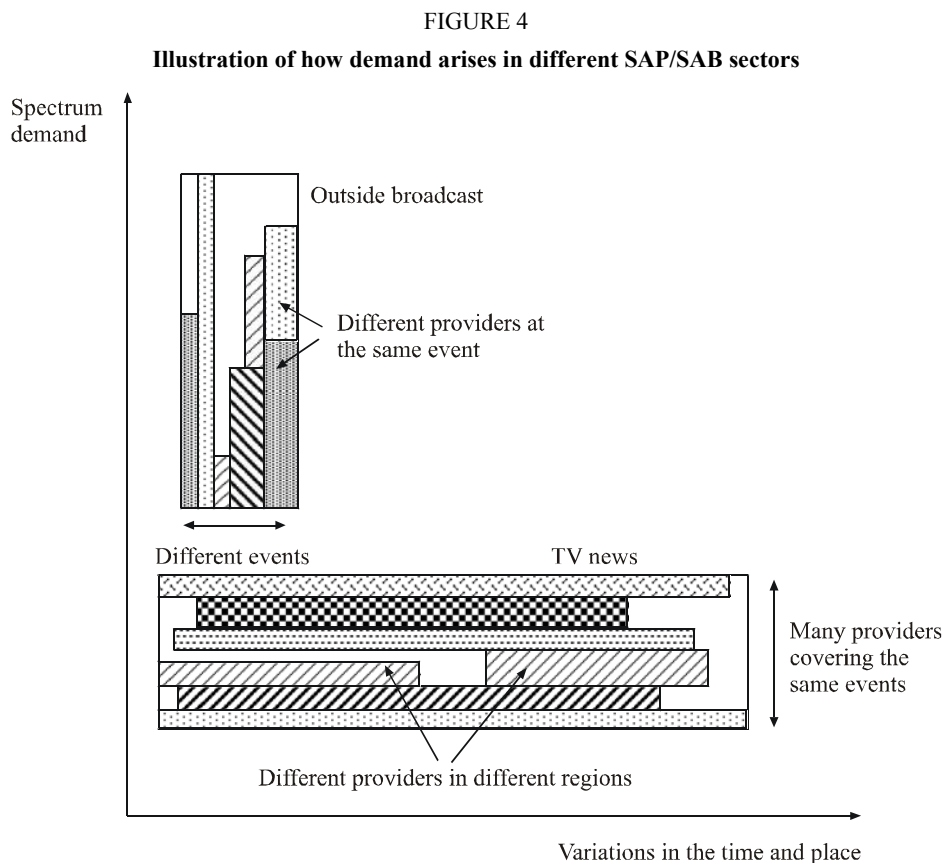 FIGURE 4
Illustration of how demand arises in different SAP/SAB sectors
Spectrum
demand
Outside broadcast
Different providers at
the same event
Different events
TV news
Many providers
covering the
same events
Different providers in different regions
Variations in the time and place